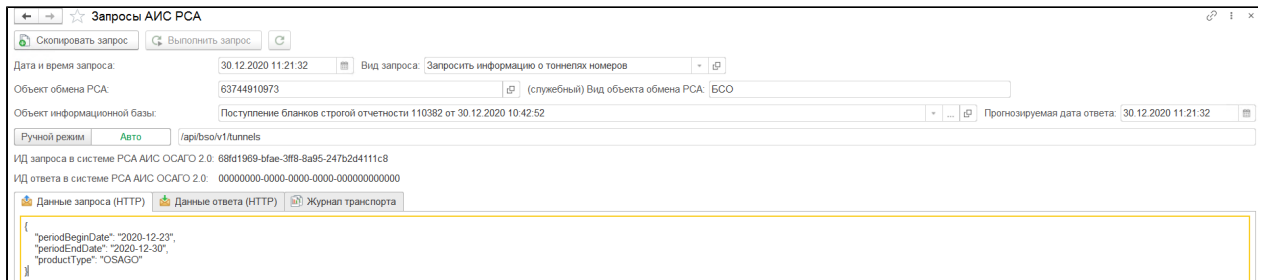 Запросы АИС РСА
Скопировать запрос Выполнить запрос
Дата и время запроса: 30.12.2020 11:21:32 Вид запроса: Запросить информацию о тоннелях номеров
Объект обмена РСА: 63744910973 (служебный) Вид объекта обмена РСА: БСО
Объект информационной базы: Поступление бланков строгой отчетности 110382 от 30.12.2020 10:42:52 ... Прогнозируемая дата ответа: 30.12.2020 11:21:32
Ручной режим Авто /api/bso/v1/tunnels
ИД запроса в системе РСА АИС ОСАГО 2.0: 68fd1969-bfae-3ff8-8a95-247b2d4111c8
ИД ответа в системе РСА АИС ОСАГО 2.0: 00000000-0000-0000-0000-000000000000
Данные запроса (HTTP) Данные ответа (HTTP) Журнал транспорта
{
"periodBeginDate": "2020-12-23",
"periodEndDate": "2020-12-30",
"productType": "OSAGO"
}